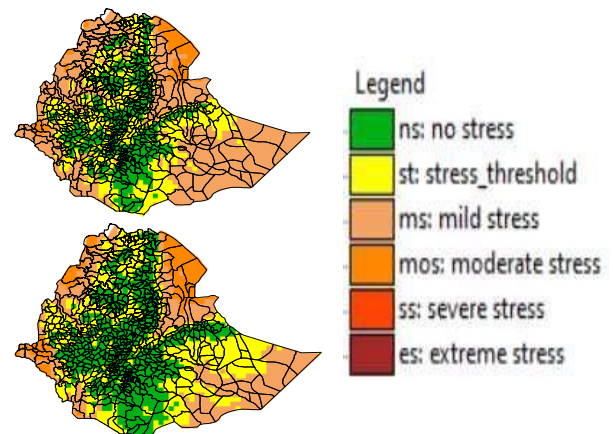 Legend
ns: no stress
st: stress_threshold
ms: mild stress
mos: moderate stress
ss: severe stress
es: extreme stress